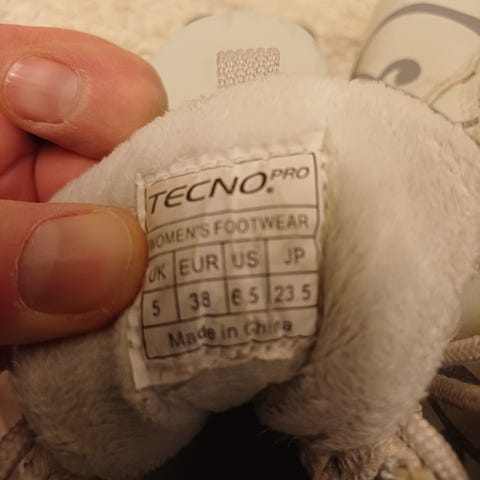 TECNO PRO
WOMEN'S FOOTWEAR
UK EUR US JP
5 38 6.5 23.5
Made in China